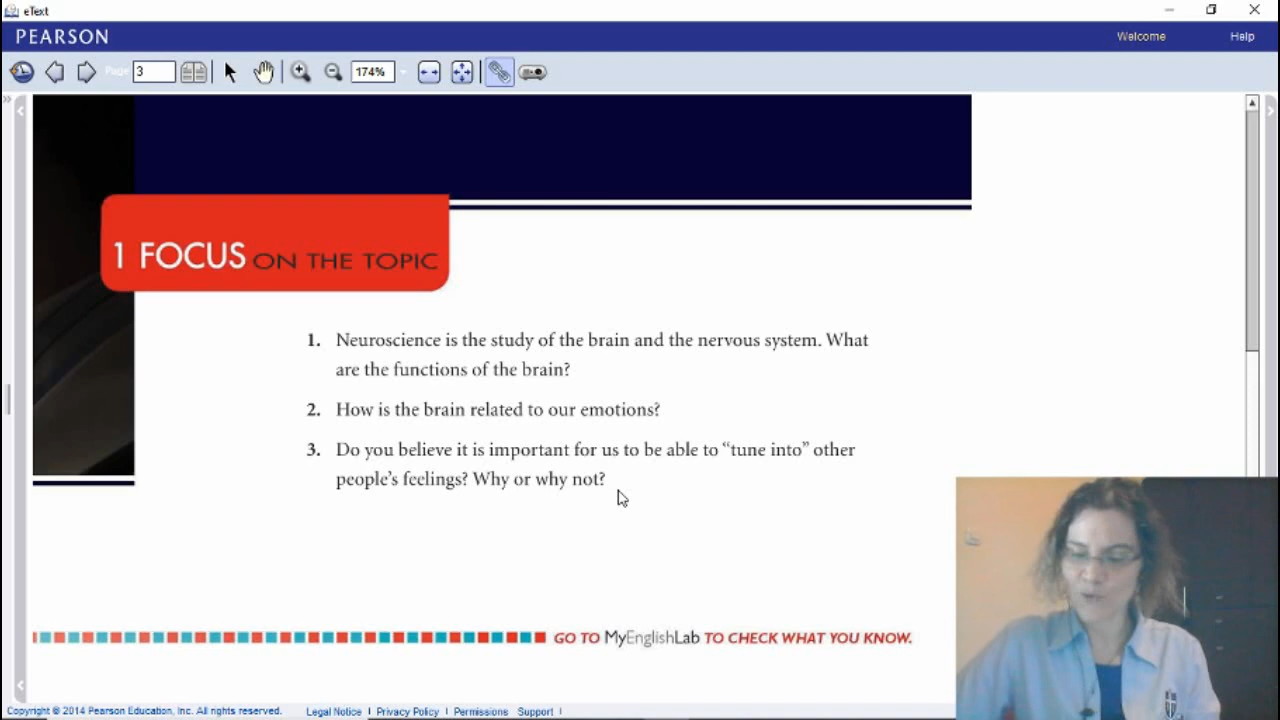 eText
PEARSON
Welcome
Help
Page 3
174%
1 FOCUS ON THE TOPIC
1. Neuroscience is the study of the brain and the nervous system. What
are the functions of the brain?
2. How is the brain related to our emotions?
3. Do you believe it is important for us to be able to “tune into” other
people’s feelings? Why or why not?
GO TO MyEnglishLab TO CHECK WHAT YOU KNOW.
Copyright © 2014 Pearson Education, Inc. All rights reserved. Legal Notice | Privacy Policy | Permissions Support |